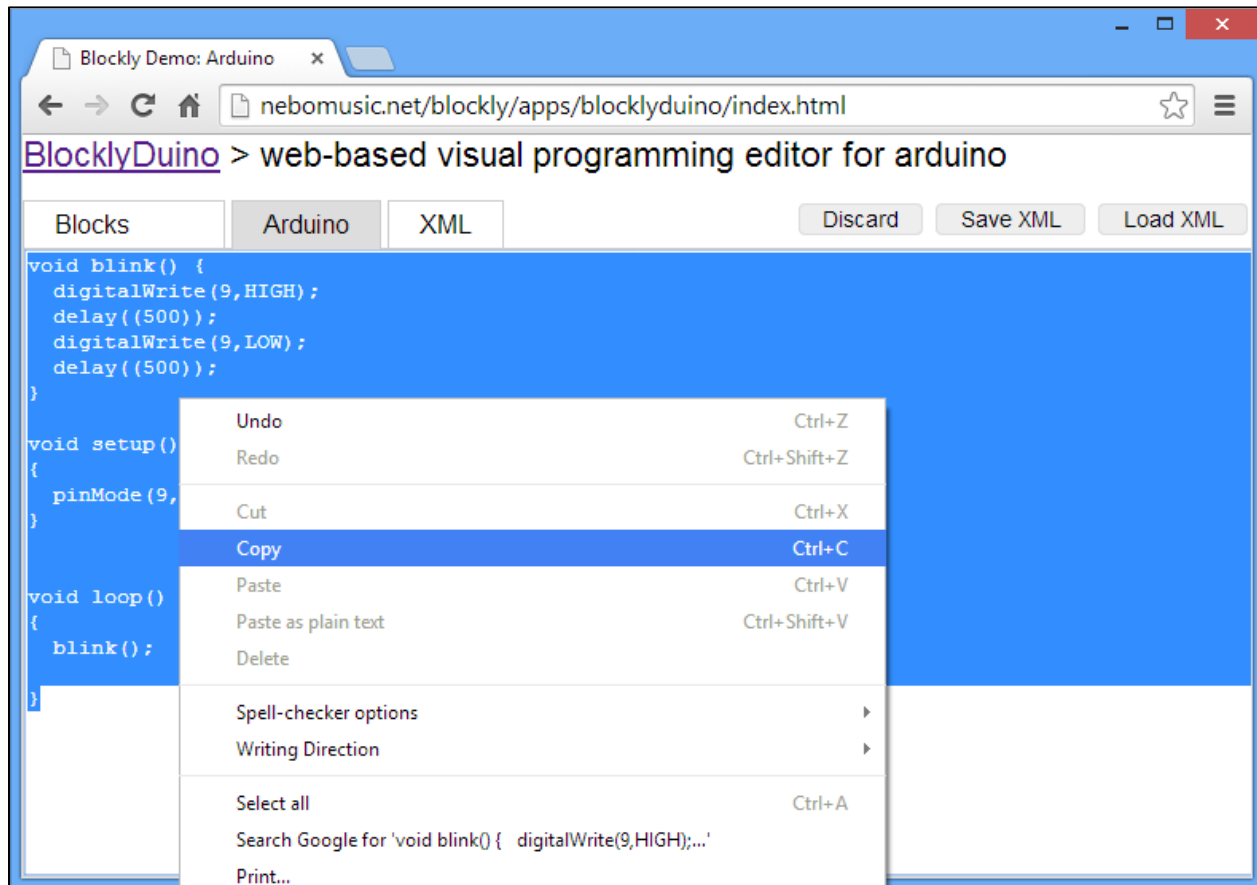 Blockly Demo: Arduino
nebomusic.net/blockly/apps/blocklyduino/index.html
BlocklyDuino > web-based visual programming editor for arduino
Blocks Arduino XML Discard Save XML Load XML
void blink() {
  digitalWrite(9,HIGH);
  delay((500));
  digitalWrite(9,LOW);
  delay((500));
}
void setup()
{
  pinMode(9,
}
void loop()
{
  blink();
}
Undo Ctrl+Z
Redo Ctrl+Shift+Z
Cut Ctrl+X
Copy Ctrl+C
Paste Ctrl+V
Paste as plain text Ctrl+Shift+V
Delete
Spell-checker options
Writing Direction
Select all Ctrl+A
Search Google for 'void blink() {   digitalWrite(9,HIGH);...'
Print...